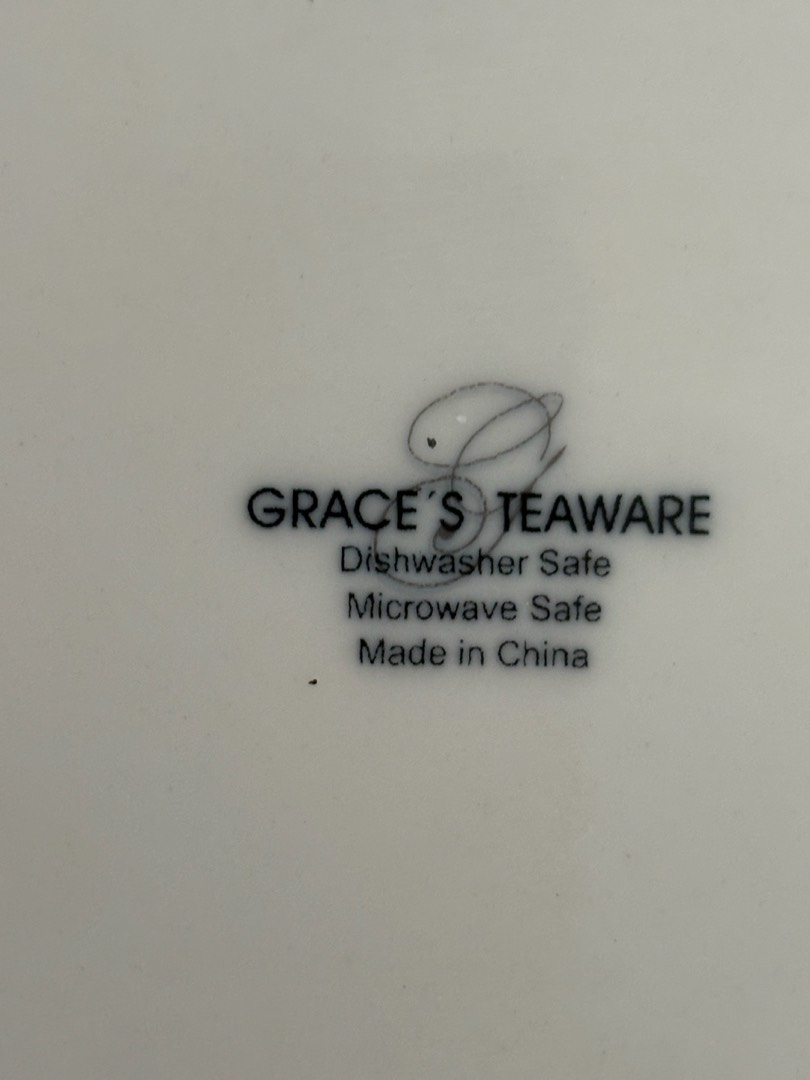 G
GRACE´S TEAWARE
Dishwasher Safe
Microwave Safe
Made in China